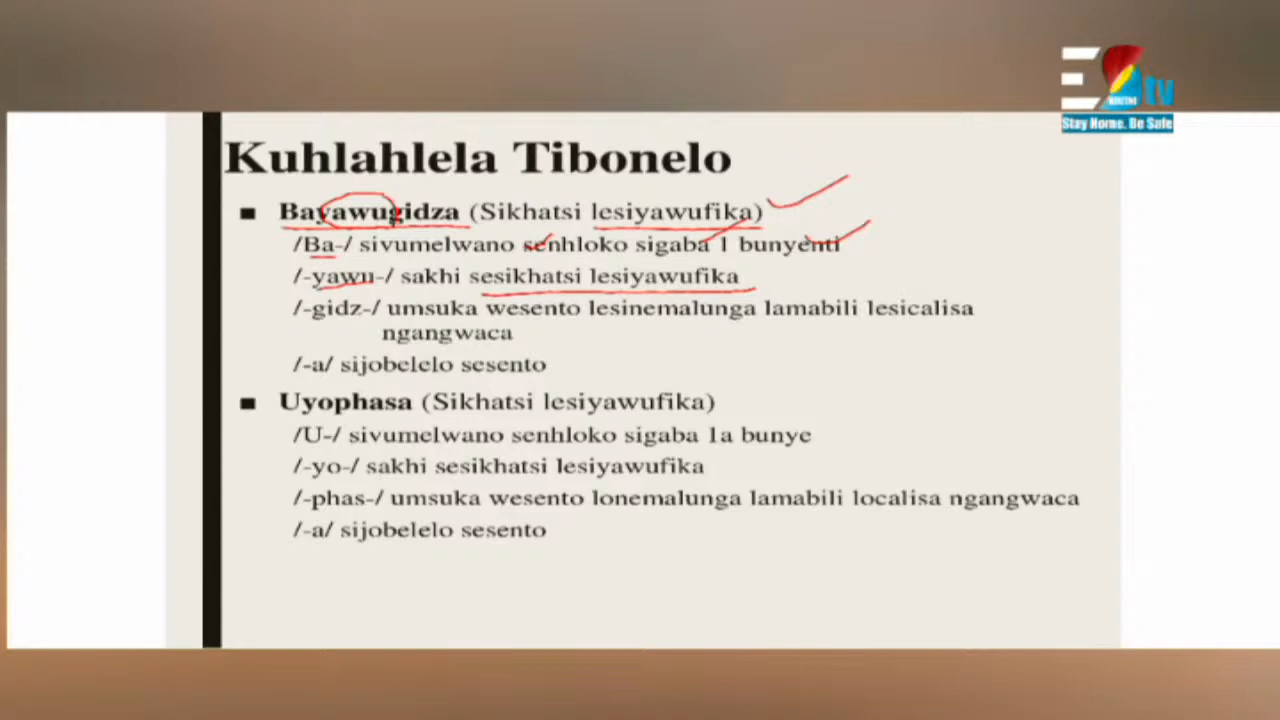 E tv
Stay Home. Be Safe
Kuhlahlela Tibonelo
■ Bayawugidza (Sikhatsi lesiyawufika)
/Ba-/ sivumelwano senhloko sigaba 1 bunyenti
/-yawu-/ sakhi sesikhatsi lesiyawufika
/-gidz-/ umsuka wesento lesinemalunga lamabili lesicalisa
ngangwaca
/-a/ sijobelelo sesento
■ Uyophasa (Sikhatsi lesiyawufika)
/U-/ sivumelwano senhloko sigaba 1a bunye
/-yo-/ sakhi sesikhatsi lesiyawufika
/-phas-/ umsuka wesento lonemalunga lamabili localisa ngangwaca
/-a/ sijobelelo sesento